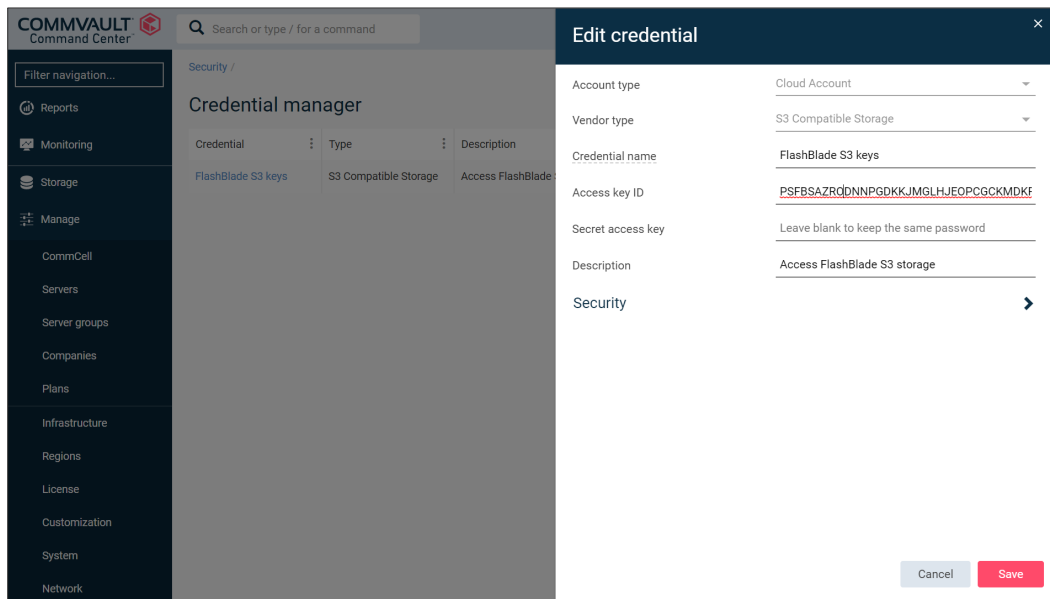 COMMVAULT
Command Center
Search or type / for a command
Filter navigation...
Reports
Monitoring
Storage
Manage
CommCell
Servers
Server groups
Companies
Plans
Infrastructure
Regions
License
Customization
System
Network
Security /
Credential manager
Credential Type Description
FlashBlade S3 keys S3 Compatible Storage Access FlashBlade
Edit credential
Account type Cloud Account
Vendor type S3 Compatible Storage
Credential name FlashBlade S3 keys
Access key ID PSFBSAZRQDNNPGDKKJMGLHJEOPCGCKMDKF
Secret access key Leave blank to keep the same password
Description Access FlashBlade S3 storage
Security
Cancel Save